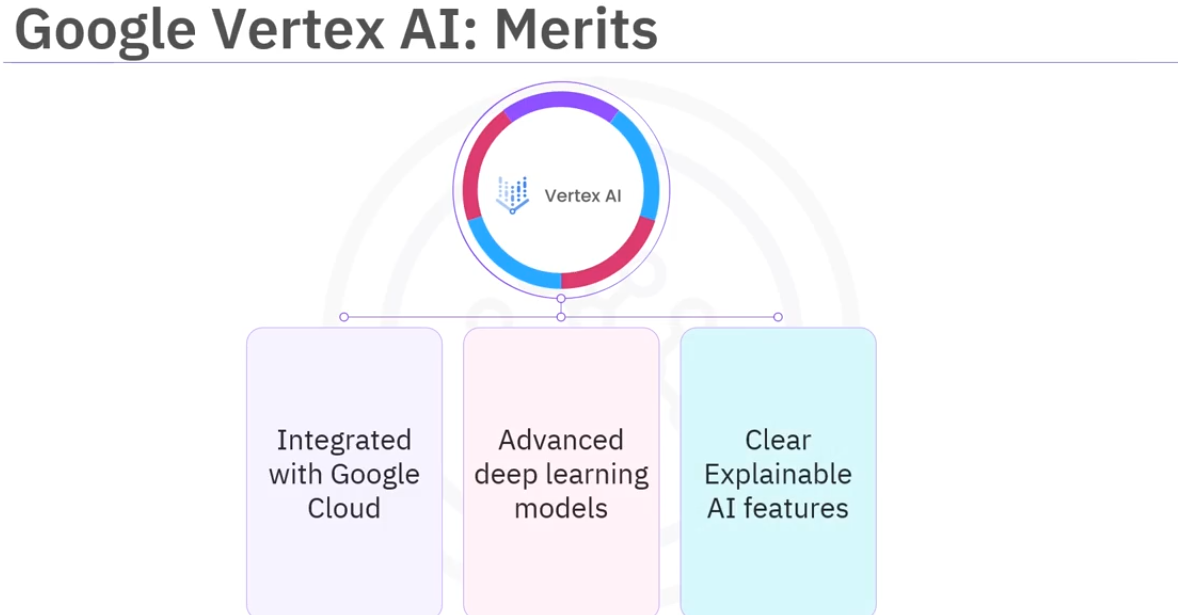 Google Vertex AI: Merits
Vertex AI
Integrated
with Google
Cloud
Advanced
deep learning
models
Clear
Explainable
AI features